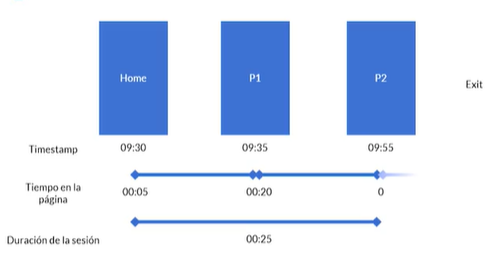 Home P1 P2
Exit
Timestamp 09:30 09:35 09:55
Tiempo en la
página
00:05 00:20 0
Duración de la sesión 00:25